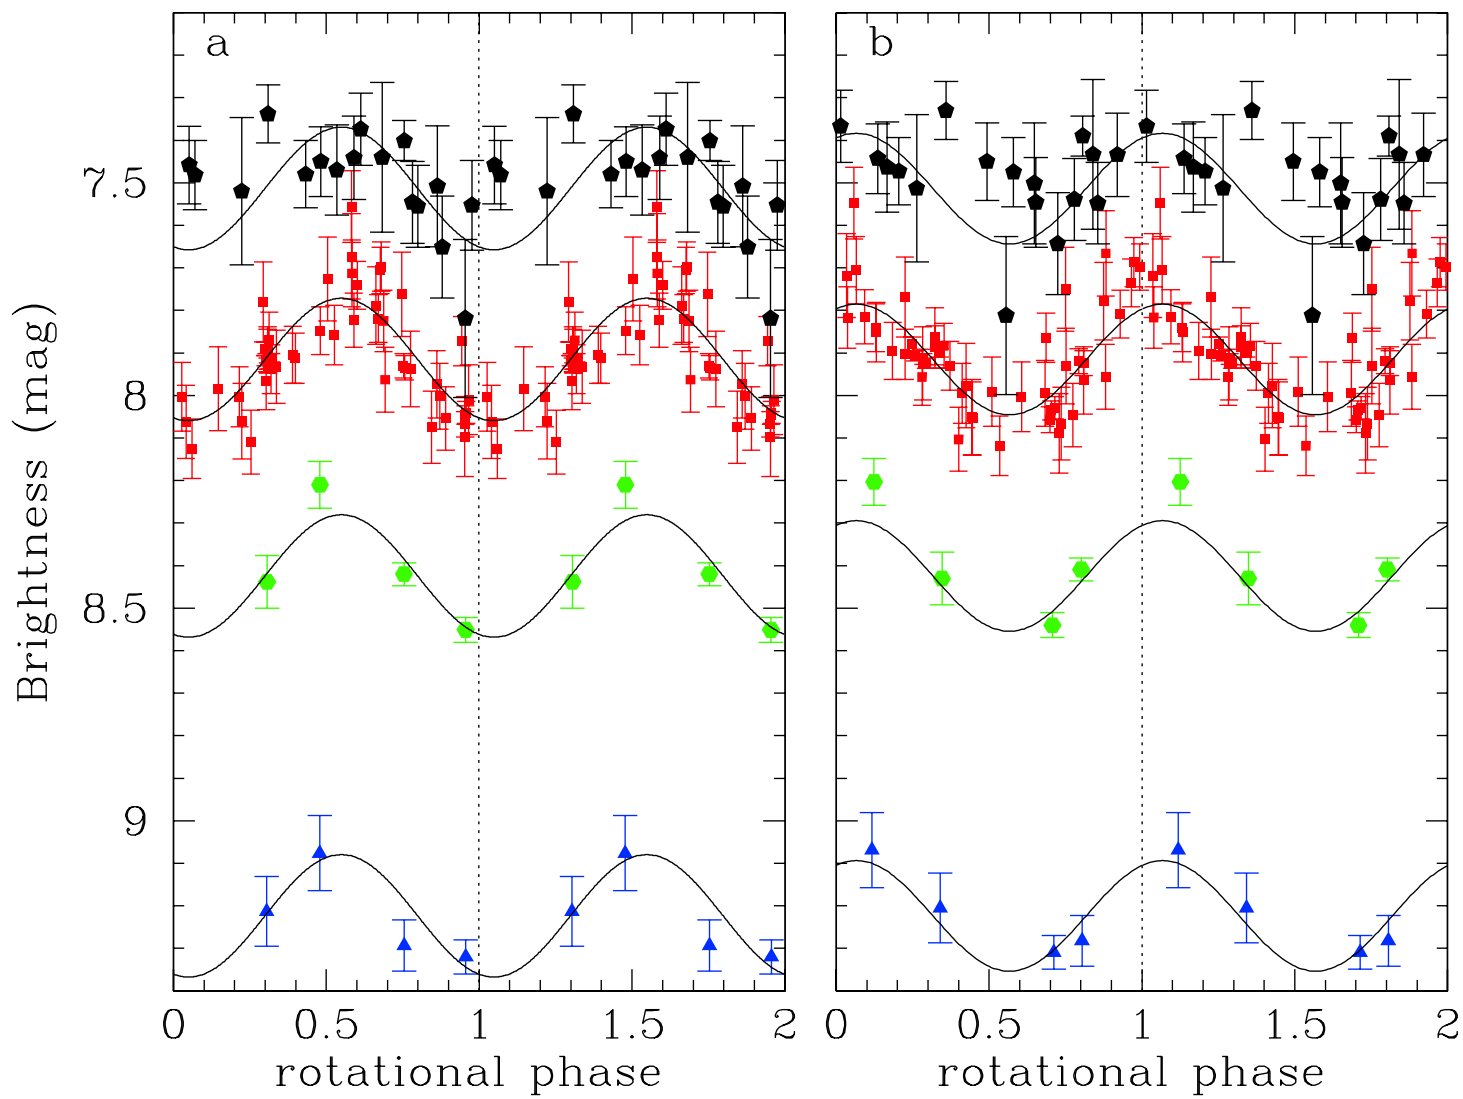 a
b
7.5
8
8.5
9
Brightness (mag)
0 0.5 1 1.5 2
0 0.5 1 1.5 2
rotational phase
rotational phase